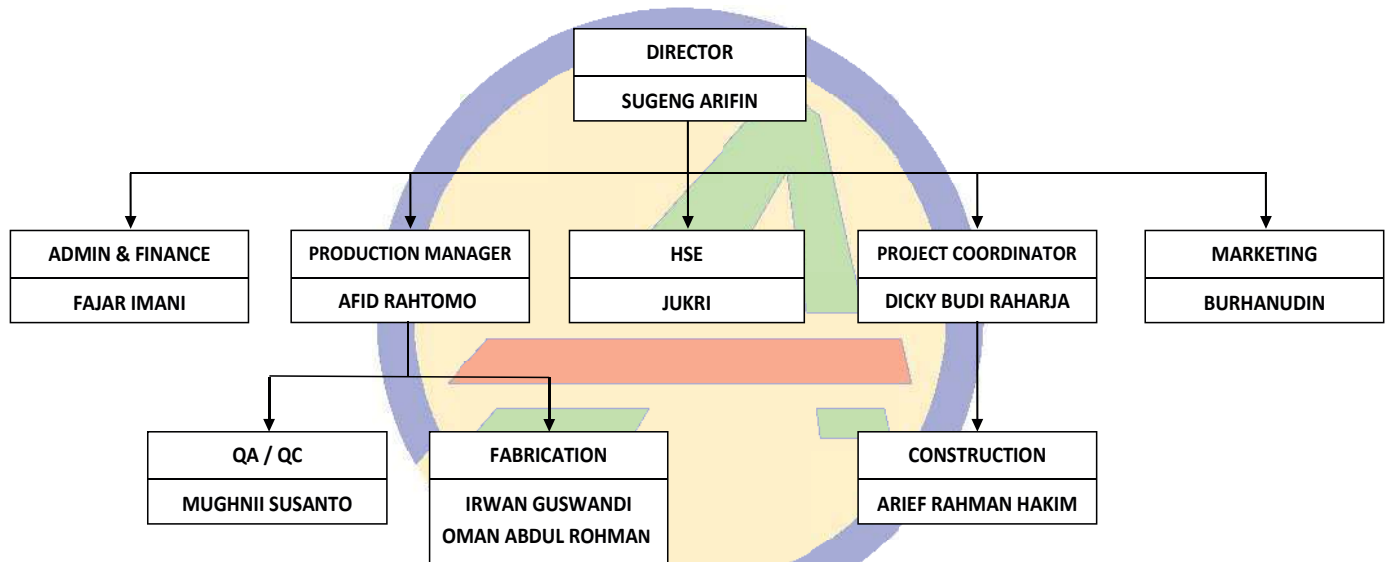 DIRECTOR
SUGENG ARIFIN
ADMIN & FINANCE
FAJAR IMANI
PRODUCTION MANAGER
AFID RAHTOMO
HSE
JUKRI
PROJECT COORDINATOR
DICKY BUDI RAHARJA
MARKETING
BURHANUDIN
QA / QC
MUGHNII SUSANTO
FABRICATION
IRWAN GUSWANDI
OMAN ABDUL ROHMAN
CONSTRUCTION
ARIEF RAHMAN HAKIM